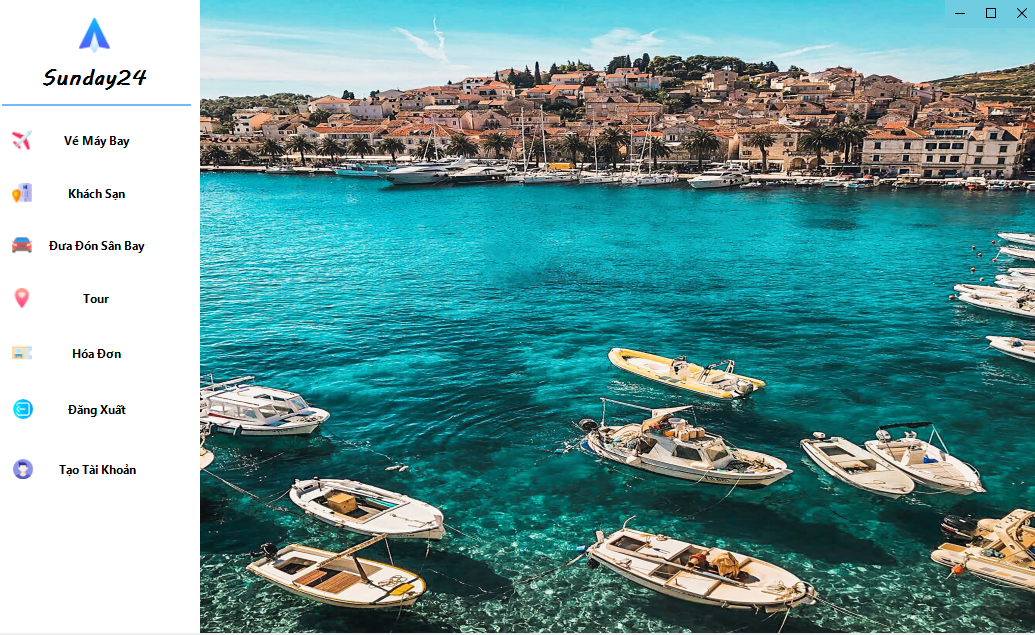 Sunday24
Vé Máy Bay
Khách Sạn
Đưa Đón Sân Bay
Tour
Hóa Đơn
Đăng Xuất
Tạo Tài Khoản